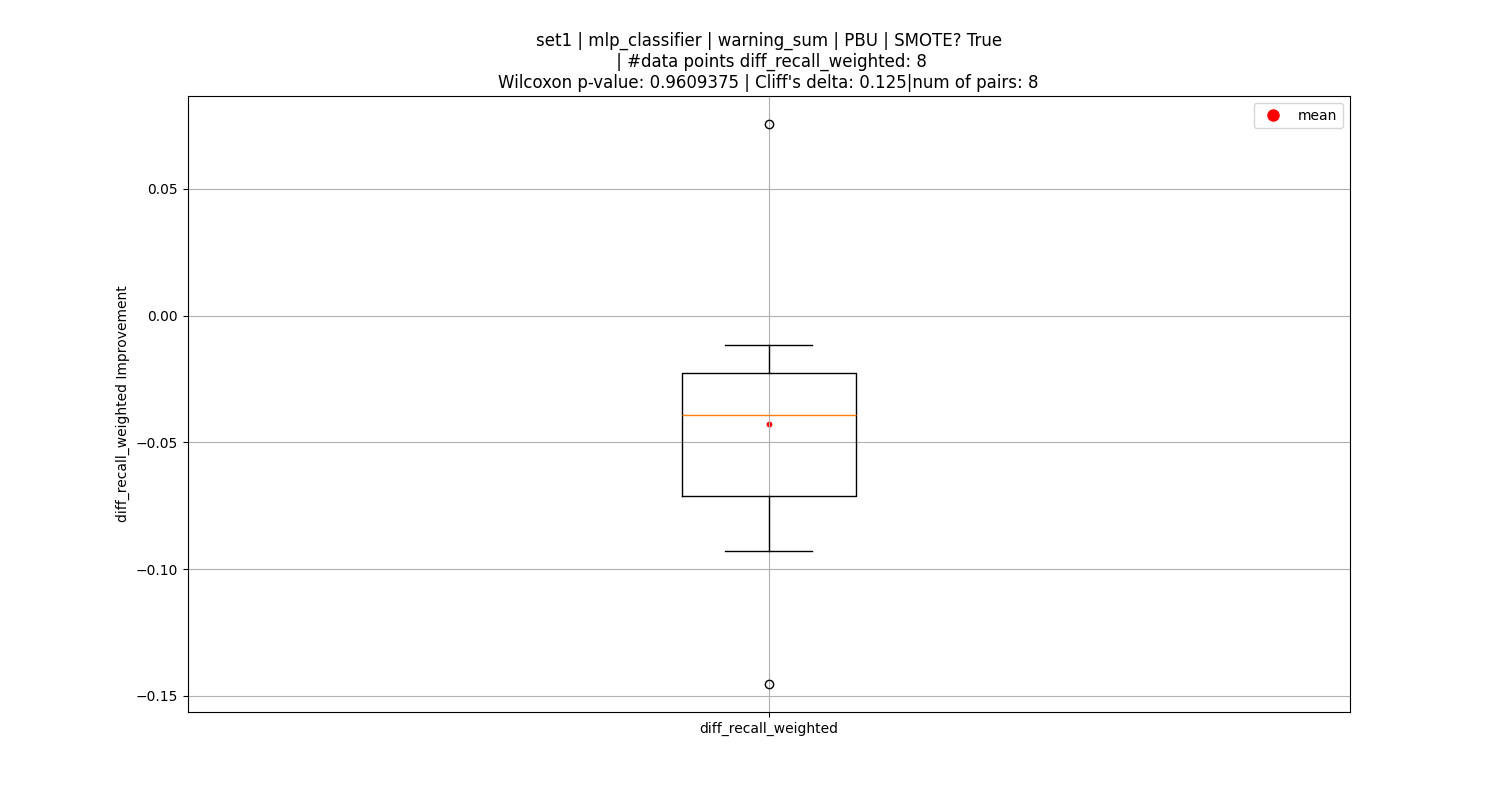 set1 | mlp_classifier | warning_sum | PBU | SMOTE? True
| #data points diff_recall_weighted: 8
Wilcoxon p-value: 0.9609375 | Cliff's delta: 0.125|num of pairs: 8
mean
0.05
0.00
−0.05
−0.10
−0.15
diff_recall_weighted Improvement
diff_recall_weighted